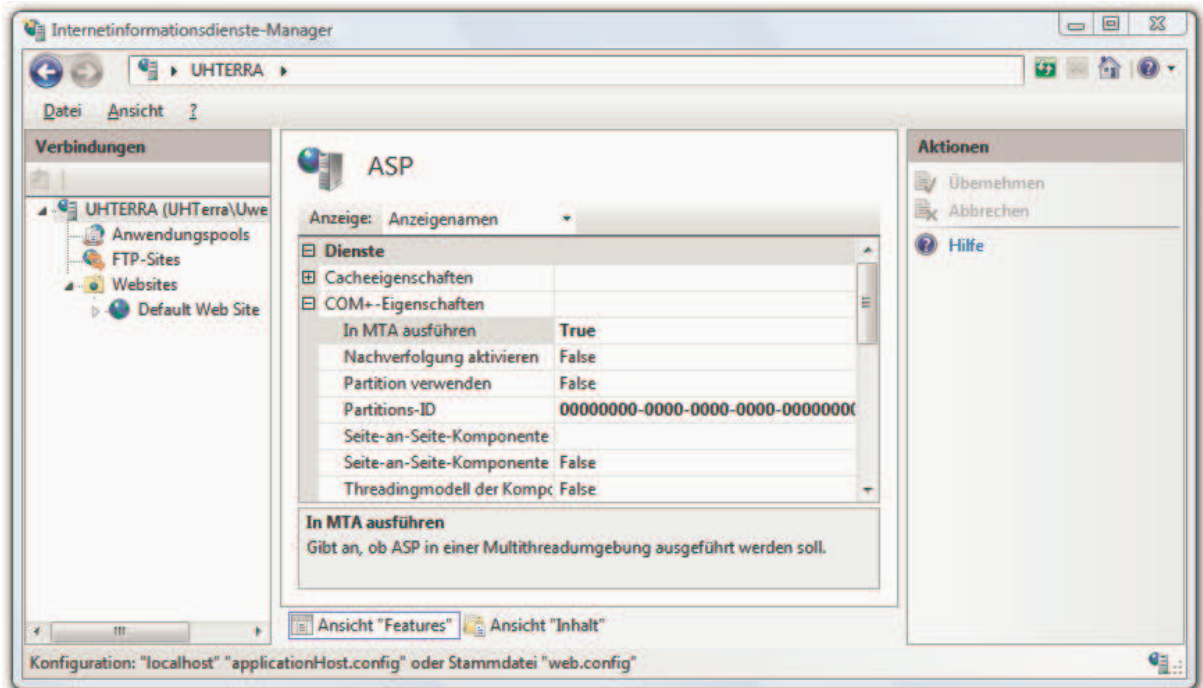 Internetinformationsdienste-Manager
UHTERRA
Datei Ansicht ?
Verbindungen
UHTERRA (UHTerra\Uwe
Anwendungspools
FTP-Sites
Websites
Default Web Site
ASP
Anzeige: Anzeigenamen
Dienste
Cacheeigenschaften
COM+-Eigenschaften
In MTA ausführen True
Nachverfolgung aktivieren False
Partition verwenden False
Partitions-ID 00000000-0000-0000-0000-00000000
Seite-an-Seite-Komponente
Seite-an-Seite-Komponente False
Threadingmodell der Kompo False
In MTA ausführen
Gibt an, ob ASP in einer Multithreadumgebung ausgeführt werden soll.
Ansicht "Features" Ansicht "Inhalt"
Aktionen
Übernehmen
Abbrechen
Hilfe
Konfiguration: "localhost" "applicationHost.config" oder Stammdatei "web.config"